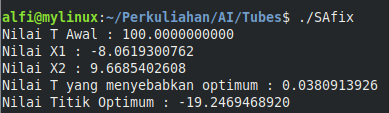 alfi@mylinux:~/Perkuliahan/AI/Tubes$ ./SAfix
Nilai T Awal : 100.0000000000
Nilai X1 : -8.0619300762
Nilai X2 : 9.6685402608
Nilai T yang menyebabkan optimum : 0.0380913926
Nilai Titik Optimum : -19.2469468920